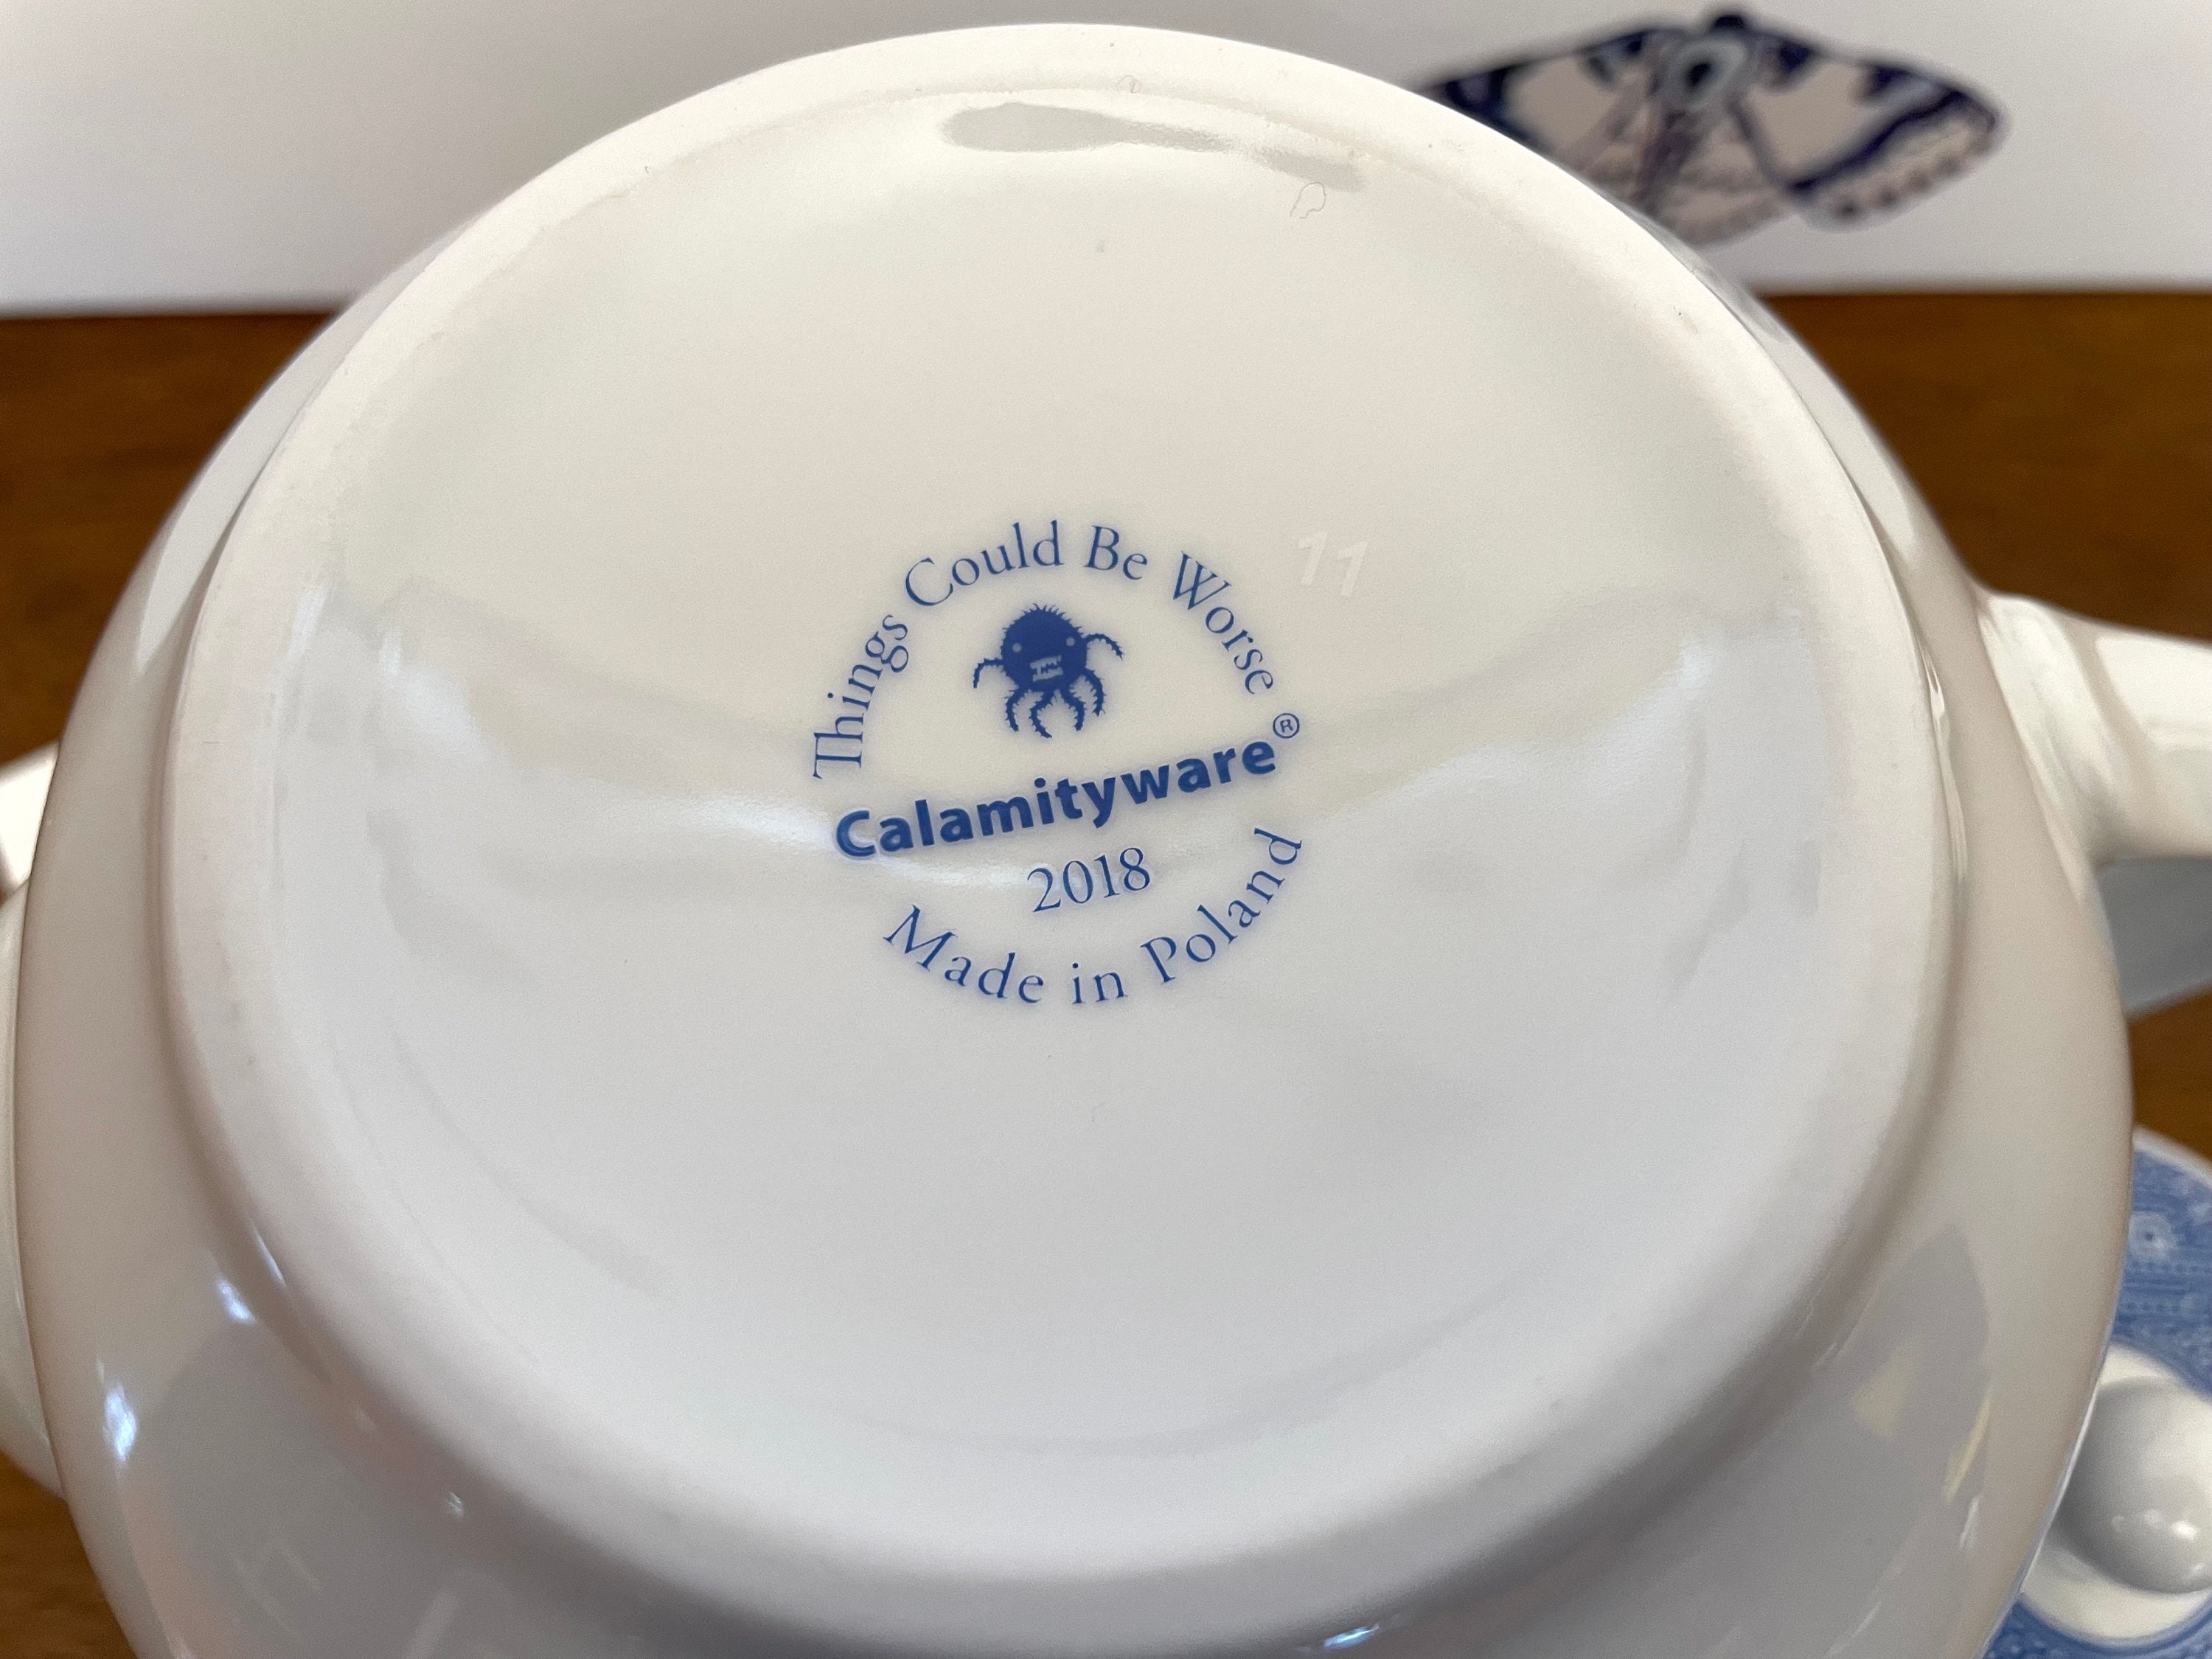 Things Could Be Worse
11
Calamityware®
2018
Made in Poland